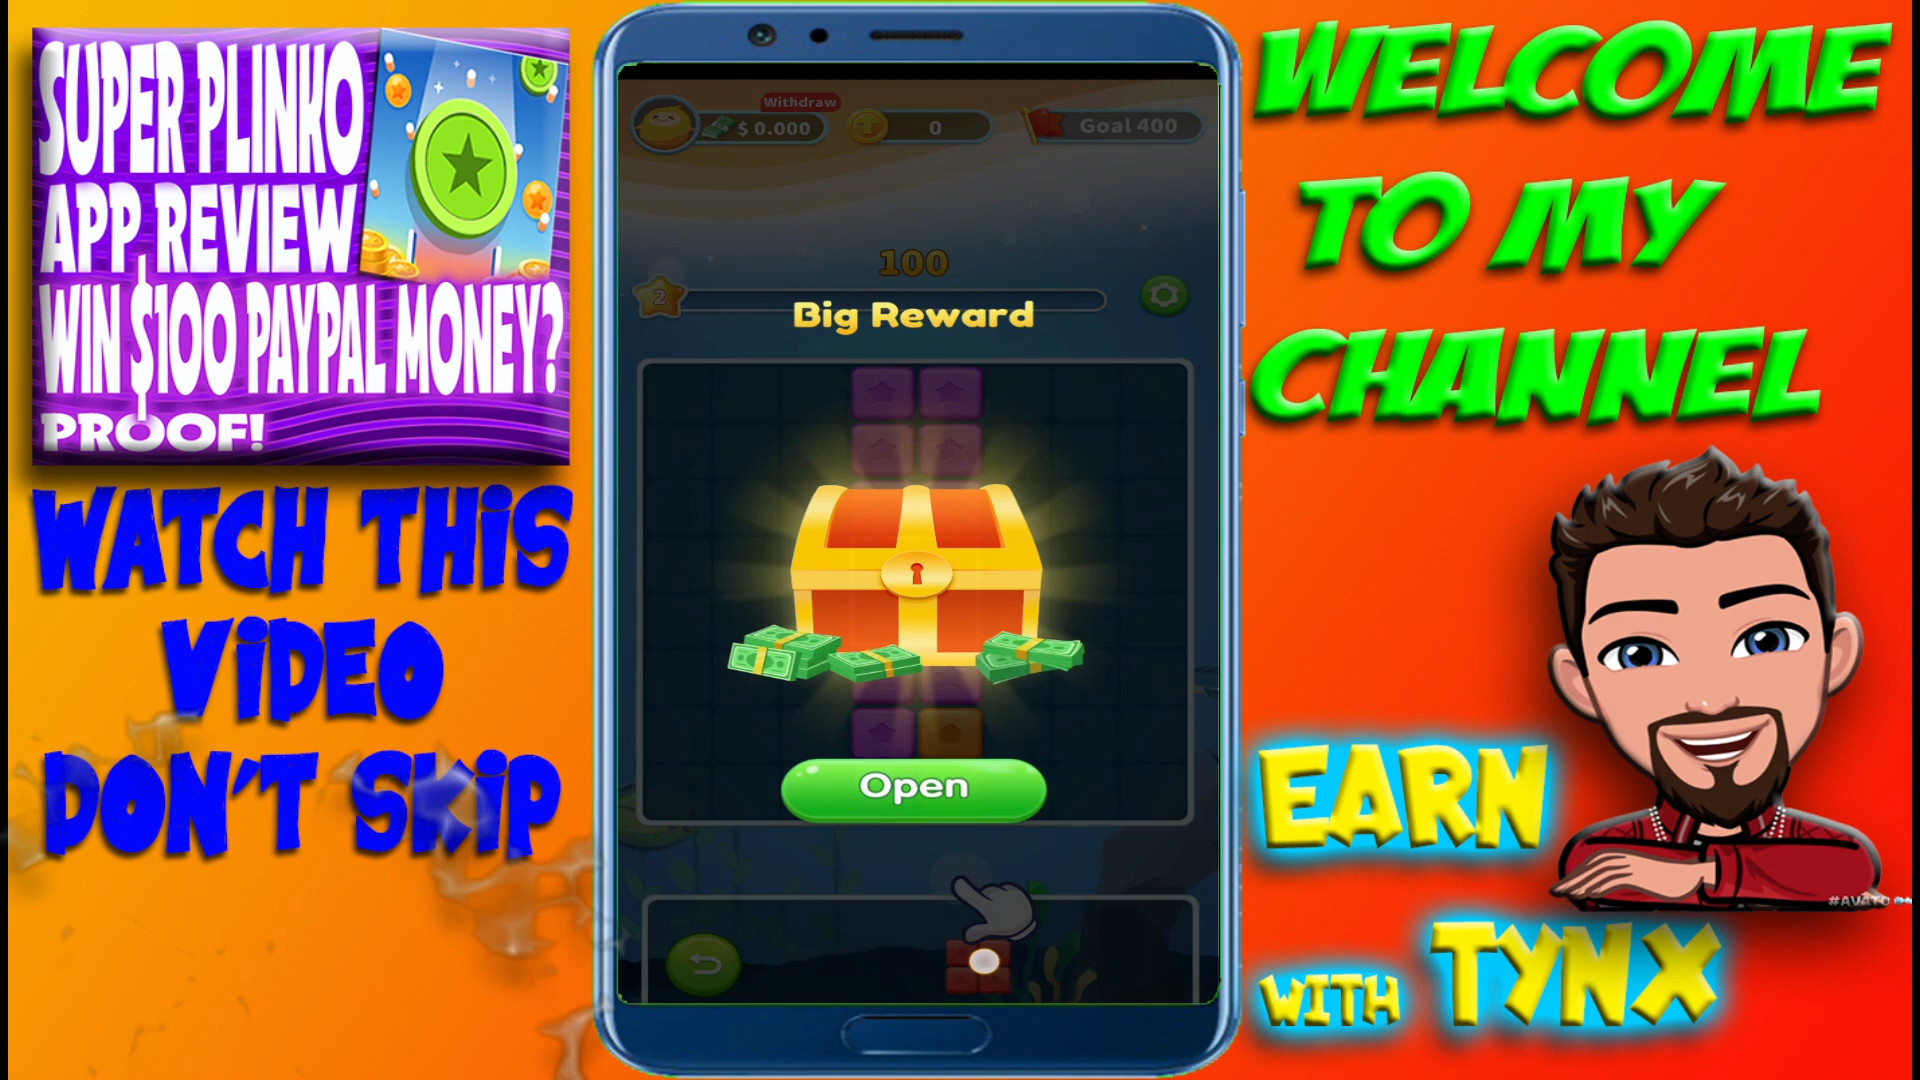 SUPER PLINKO
APP REVIEW
WIN $100 PAYPAL MONEY?
PROOF!
WATCH THiS
ViDEO
DON'T SKiP
Withdraw
$ 0.000
0
Goal 400
100
2
Big Reward
Open
WELCOME
TO MY
CHANNEL
EARN
WITH TYNX